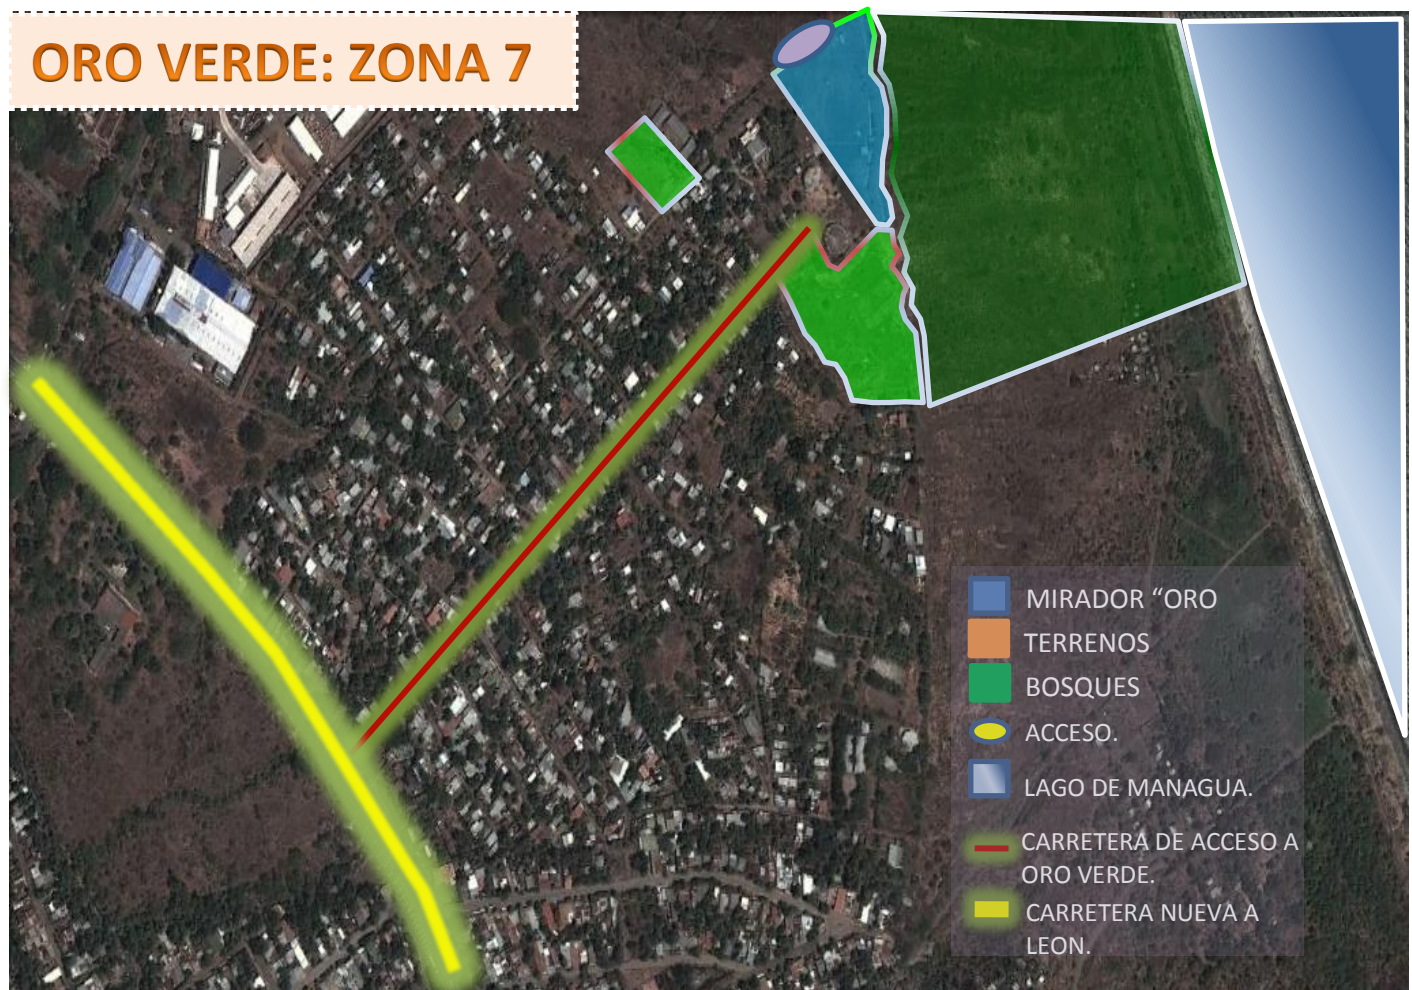 ORO VERDE: ZONA 7
MIRADOR “ORO
TERRENOS
BOSQUES
ACCESO.
LAGO DE MANAGUA.
CARRETERA DE ACCESO A
ORO VERDE.
CARRETERA NUEVA A
LEON.